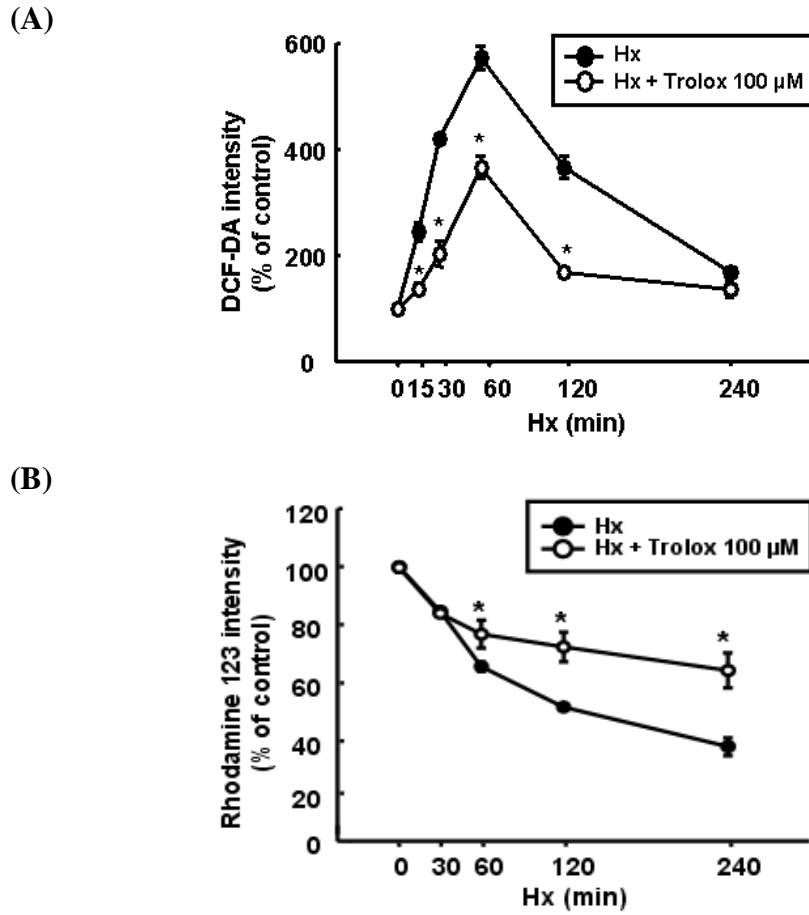 (A)
600
400
200
0
DCF-DA intensity
(% of control)
Hx
Hx + Trolox 100 µM
*
*
*
*
0 15 30 60 120 240
Hx (min)
(B)
120
100
80
60
40
20
0
Rhodamine 123 intensity
(% of control)
Hx
Hx + Trolox 100 µM
*
*
*
0 30 60 120 240
Hx (min)